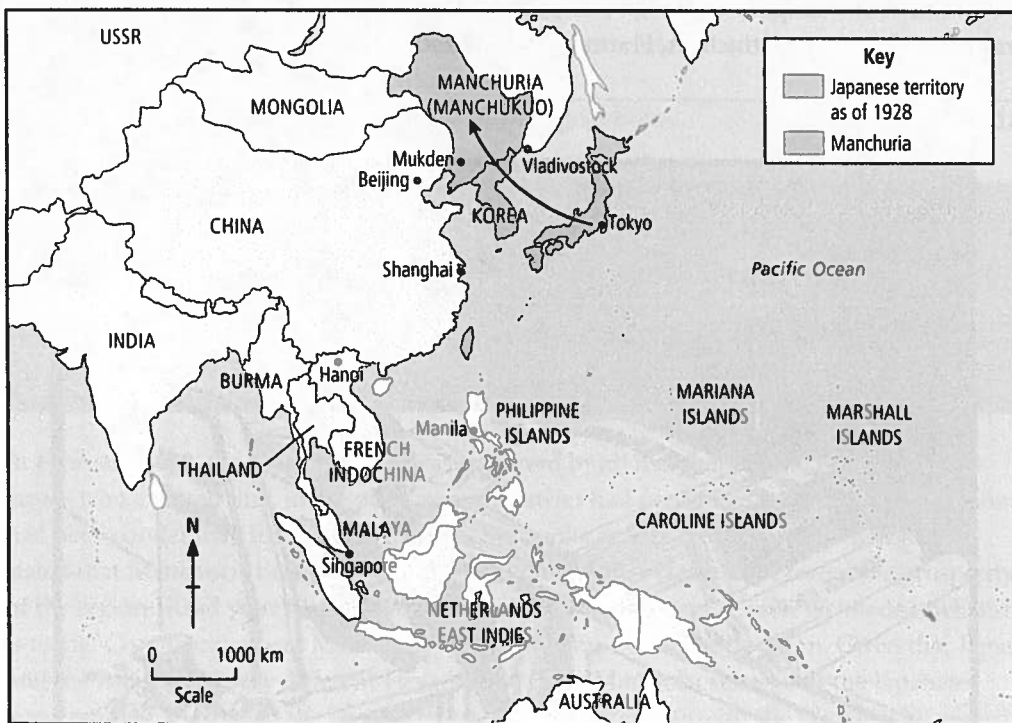 USSR
MONGOLIA
MANCHURIA
(MANCHUKUO)
Key
Japanese territory
as of 1928
Manchuria
Mukden
Beijing
Vladivostock
KOREA
Tokyo
CHINA
Shanghai
Pacific Ocean
INDIA
BURMA
Hanoi
THAILAND
FRENCH
INDOCHINA
Manila
PHILIPPINE
ISLANDS
MARIANA
ISLANDS
MARSHALL
ISLANDS
CAROLINE ISLANDS
MALAYA
Singapore
NETHERLANDS
EAST INDIES
AUSTRALIA
N
0 1000 km
Scale